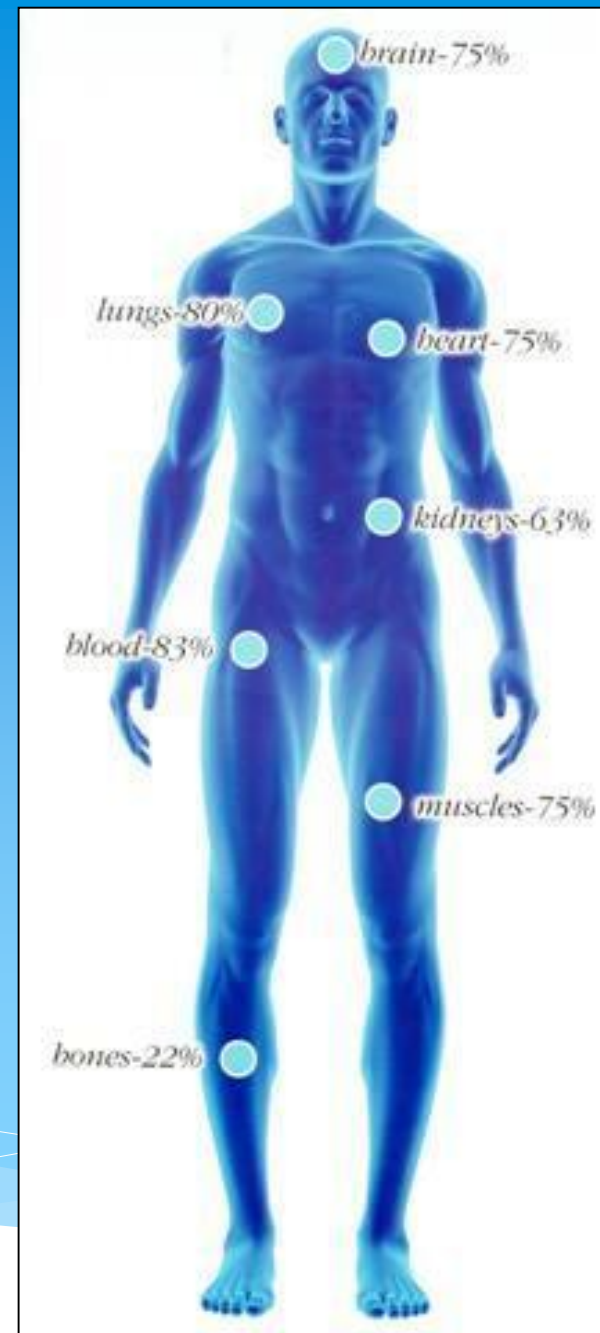 brain-75%
lungs-80%
heart-75%
kidneys-63%
blood-83%
muscles-75%
bones-22%